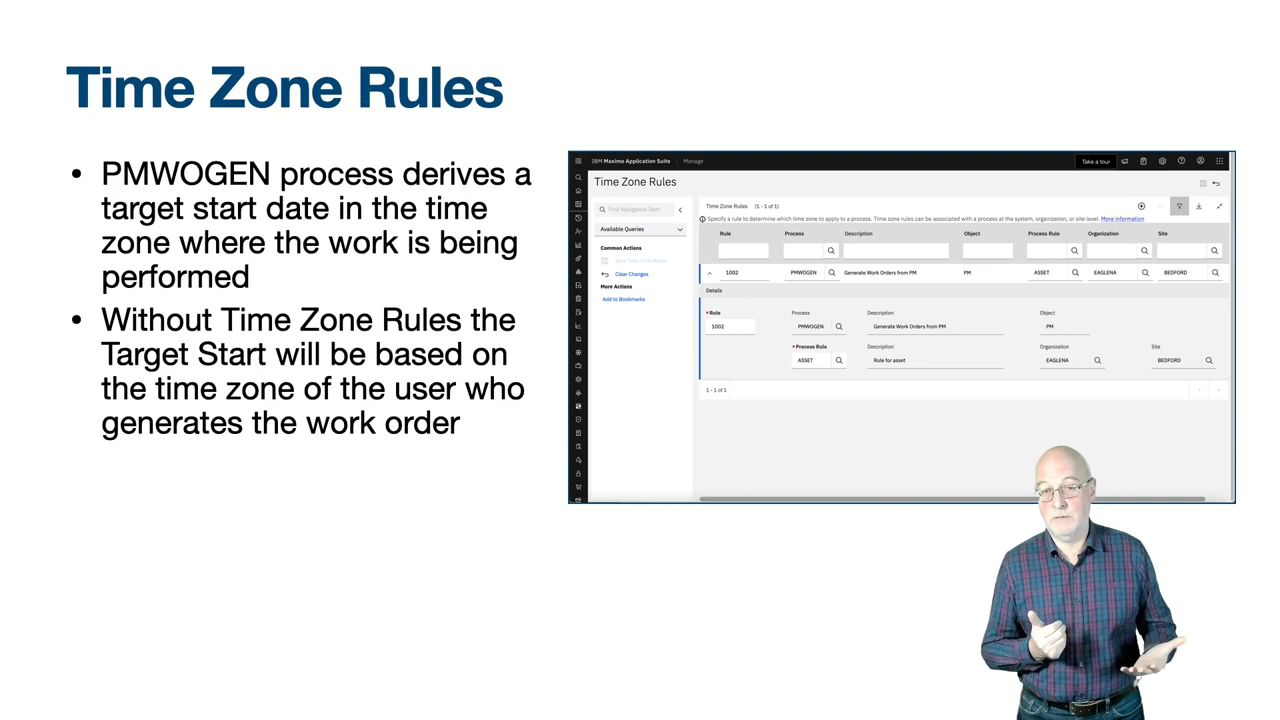 Time Zone Rules
• PMWOGEN process derives a
target start date in the time
zone where the work is being
performed
• Without Time Zone Rules the
Target Start will be based on
the time zone of the user who
generates the work order
IBM Maximo Application Suite Manage Take a tour
Time Zone Rules
Find Navigation Item
Available Queries
Common Actions
Save Time Zone Rules
Clear Changes
More Actions
Add to Bookmarks
Time Zone Rules (1 - 1 of 1)
Specify a rule to determine which time zone to apply to a process. Time zone rules can be associated with a process at the system, organization, or site level. More information
Rule Process Description Object Process Rule Organization Site
1002 PMWOGEN Generate Work Orders from PM PM ASSET EAGLENA BEDFORD
Details
*Rule Process Description Object
1002 PMWOGEN Generate Work Orders from PM PM
*Process Rule Description Organization Site
ASSET Rule for asset EAGLENA BEDFORD
1 - 1 of 1